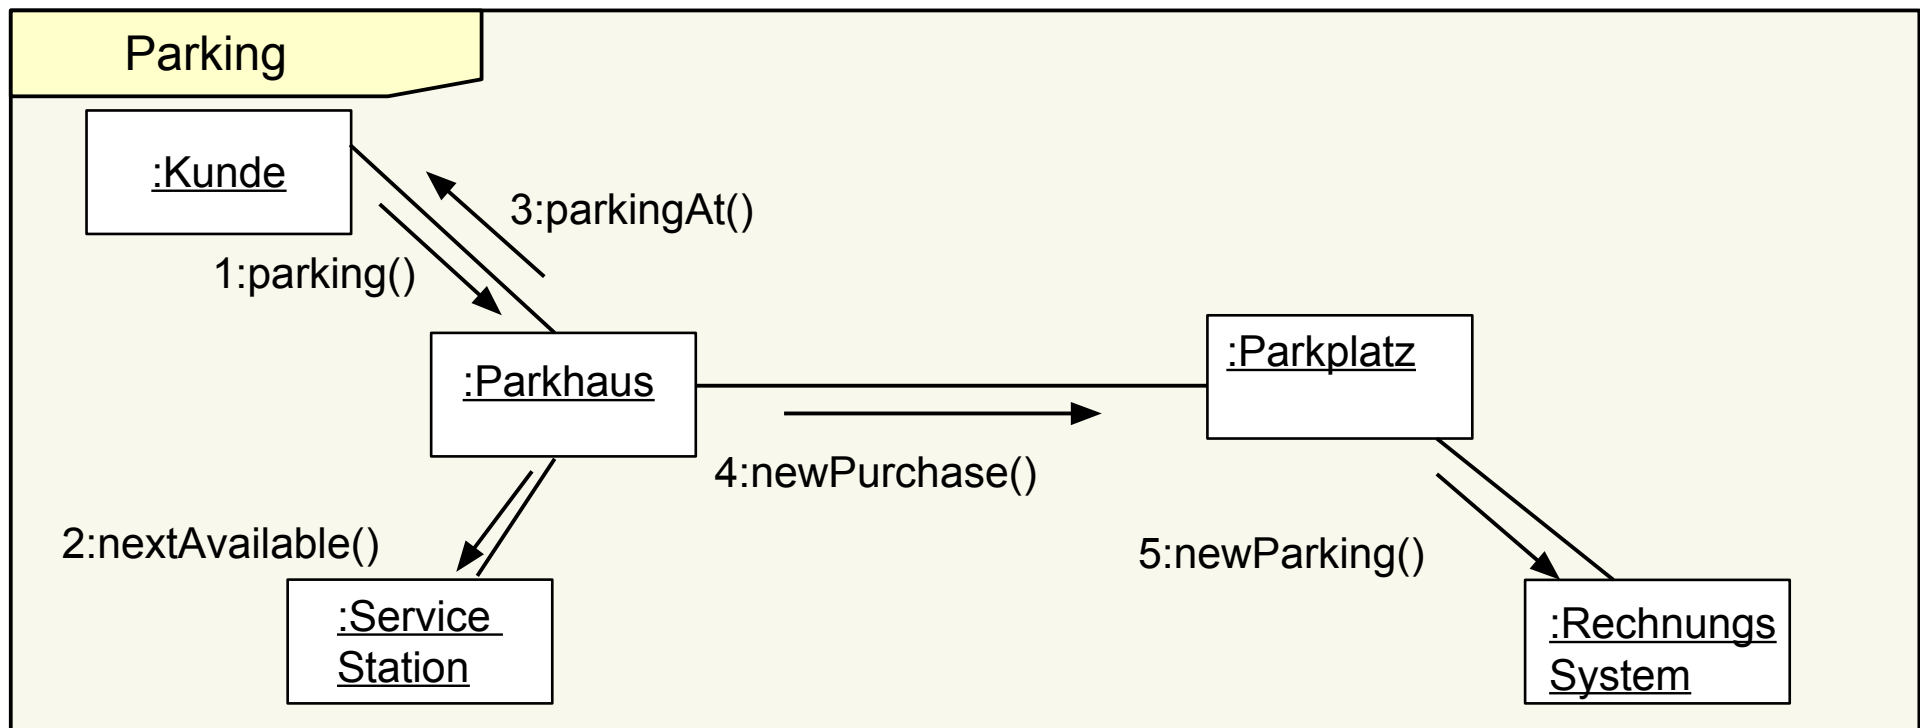 Parking
:Kunde
3:parkingAt()
1:parking()
:Parkhaus
:Parkplatz
4:newPurchase()
2:nextAvailable()
5:newParking()
:Service
Station
:Rechnungs
System